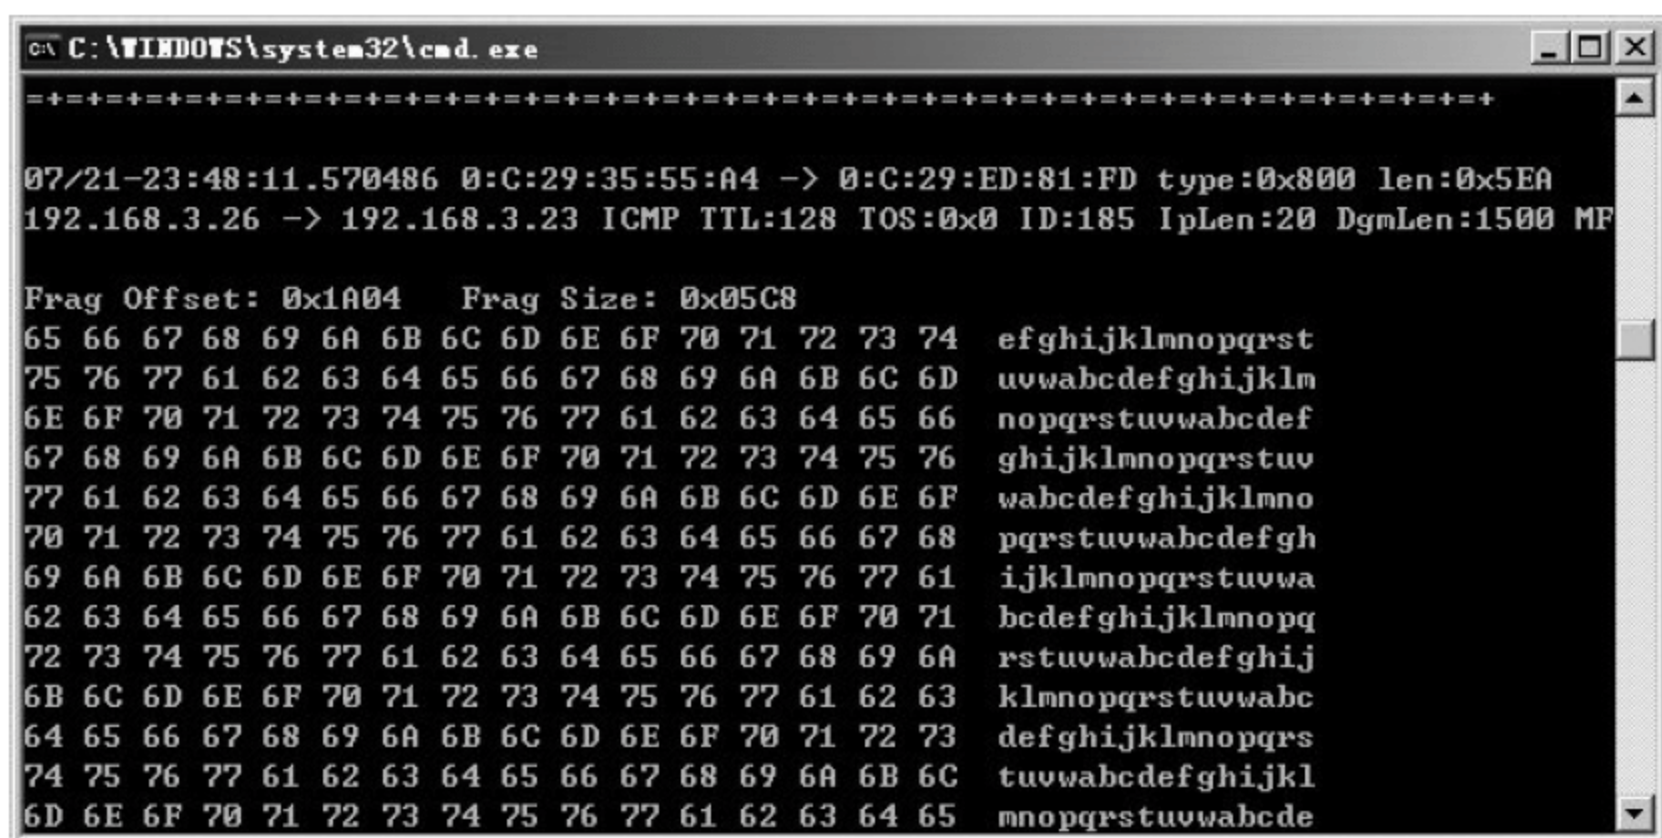 C:\WINDOWS\system32\cmd.exe
=+=+=+=+=+=+=+=+=+=+=+=+=+=+=+=+=+=+=+=+=+=+=+=+=+=+=+=+=+=+=+=+=+=+=+=+=+
07/21-23:48:11.570486 0:C:29:35:55:A4 -> 0:C:29:ED:81:FD type:0x800 len:0x5EA
192.168.3.26 -> 192.168.3.23 ICMP TTL:128 TOS:0x0 ID:185 IpLen:20 DgmLen:1500 MF
Frag Offset: 0x1A04   Frag Size: 0x05C8
65 66 67 68 69 6A 6B 6C 6D 6E 6F 70 71 72 73 74  efghijklmnopqrst
75 76 77 61 62 63 64 65 66 67 68 69 6A 6B 6C 6D  uvwabcdefghijklm
6E 6F 70 71 72 73 74 75 76 77 61 62 63 64 65 66  nopqrstuvwabcdef
67 68 69 6A 6B 6C 6D 6E 6F 70 71 72 73 74 75 76  ghijklmnopqrstuv
77 61 62 63 64 65 66 67 68 69 6A 6B 6C 6D 6E 6F  wabcdefghijklmno
70 71 72 73 74 75 76 77 61 62 63 64 65 66 67 68  pqrstuvwabcdefgh
69 6A 6B 6C 6D 6E 6F 70 71 72 73 74 75 76 77 61  ijklmnopqrstuvwa
62 63 64 65 66 67 68 69 6A 6B 6C 6D 6E 6F 70 71  bcdefghijklmnopq
72 73 74 75 76 77 61 62 63 64 65 66 67 68 69 6A  rstuvwabcdefghij
6B 6C 6D 6E 6F 70 71 72 73 74 75 76 77 61 62 63  klmnopqrstuvwabc
64 65 66 67 68 69 6A 6B 6C 6D 6E 6F 70 71 72 73  defghijklmnopqrs
74 75 76 77 61 62 63 64 65 66 67 68 69 6A 6B 6C  tuvwabcdefghijkl
6D 6E 6F 70 71 72 73 74 75 76 77 61 62 63 64 65  mnopqrstuvwabcde